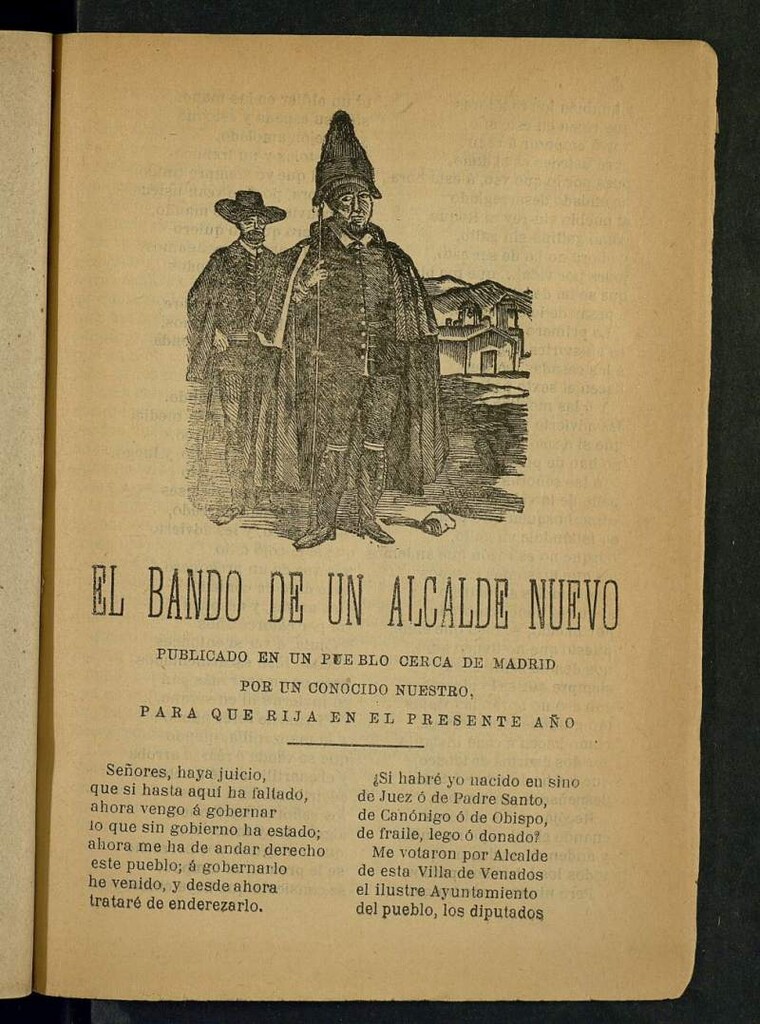 EL BANDO DE UN ALCALDE NUEVO
PUBLICADO EN UN PUEBLO CERCA DE MADRID
POR UN CONOCIDO NUESTRO,
PARA QUE RIJA EN EL PRESENTE AÑO
Señores, haya juicio,
que si hasta aquí ha faltado,
ahora vengo á gobernar
lo que sin gobierno ha estado;
ahora me ha de andar derecho
este pueblo; á gobernarlo
he venido, y desde ahora
trataré de enderezarlo.
¿Si habré yo nacido en sino
de Juez ó de Padre Santo,
de Canónigo ó de Obispo,
de fraile, lego ó donado?
Me votaron por Alcalde
de esta Villa de Venados
el ilustre Ayuntamiento
del pueblo, los diputados